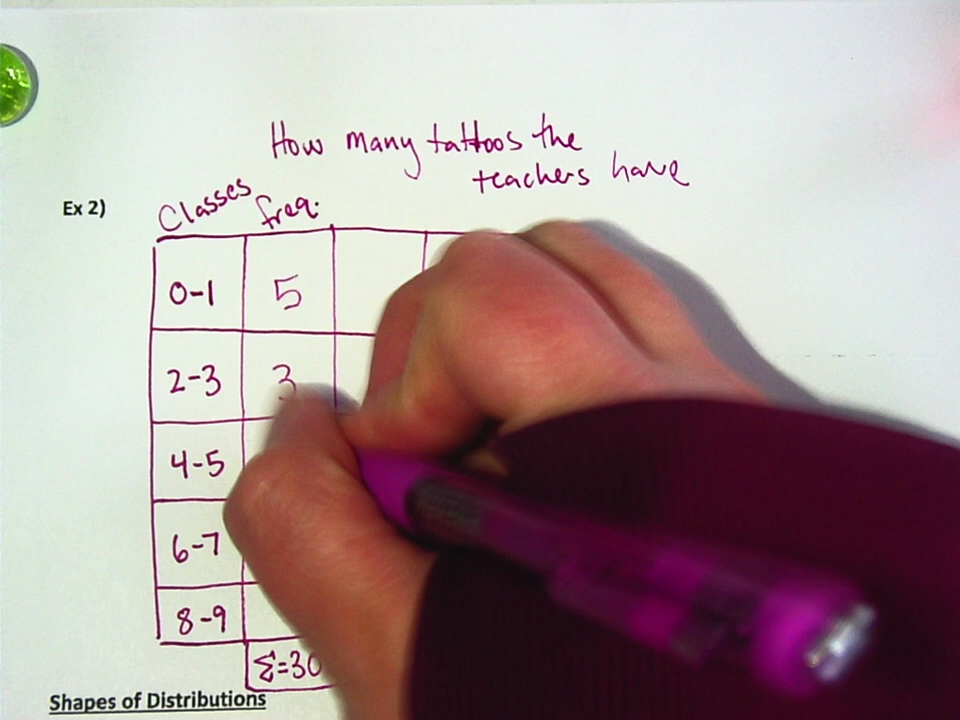 How many tattoos the
teachers have
Ex 2)
Classes freq.
0-1 5
2-3 3
4-5
6-7
8-9
Σ=30
Shapes of Distributions